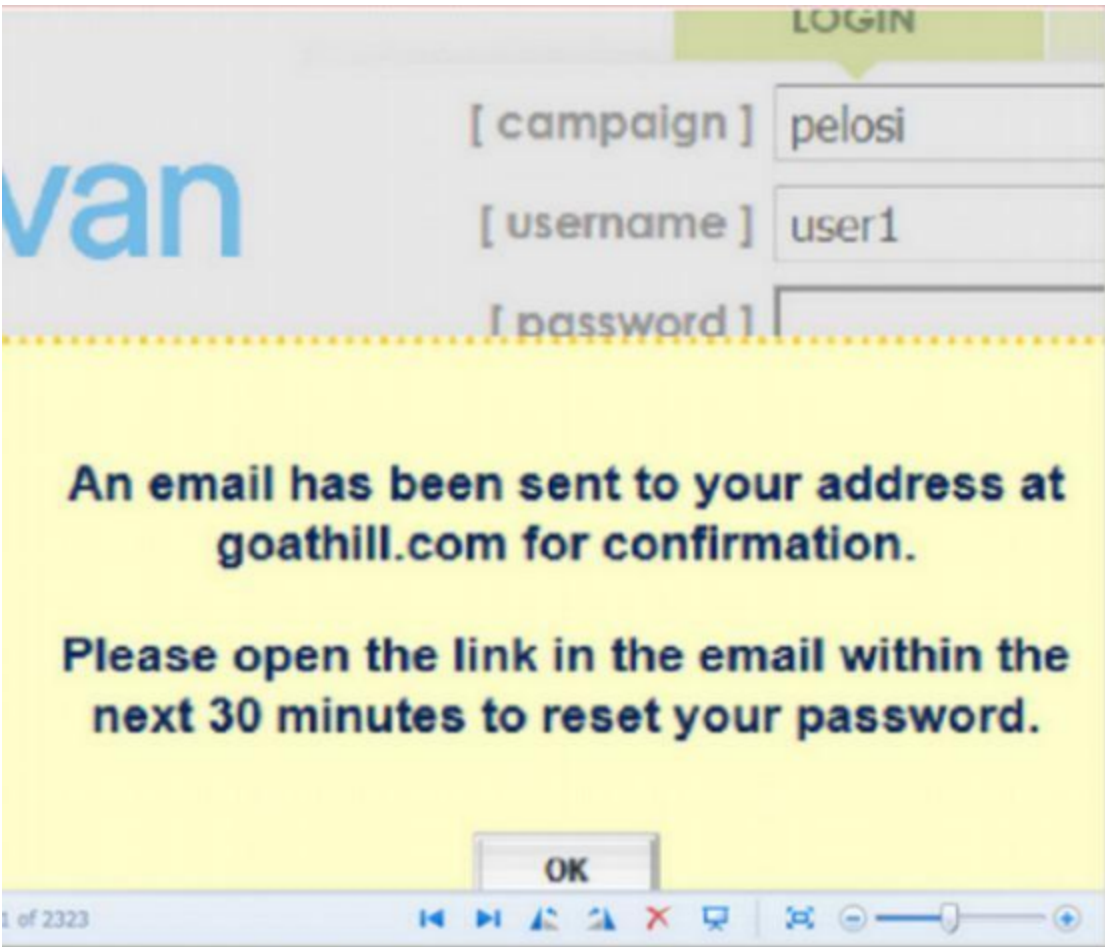 LOGIN
[ campaign ] pelosi
van
[ username ] user1
[ password ]
An email has been sent to your address at
goathill.com for confirmation.
Please open the link in the email within the
next 30 minutes to reset your password.
OK
1 of 2323